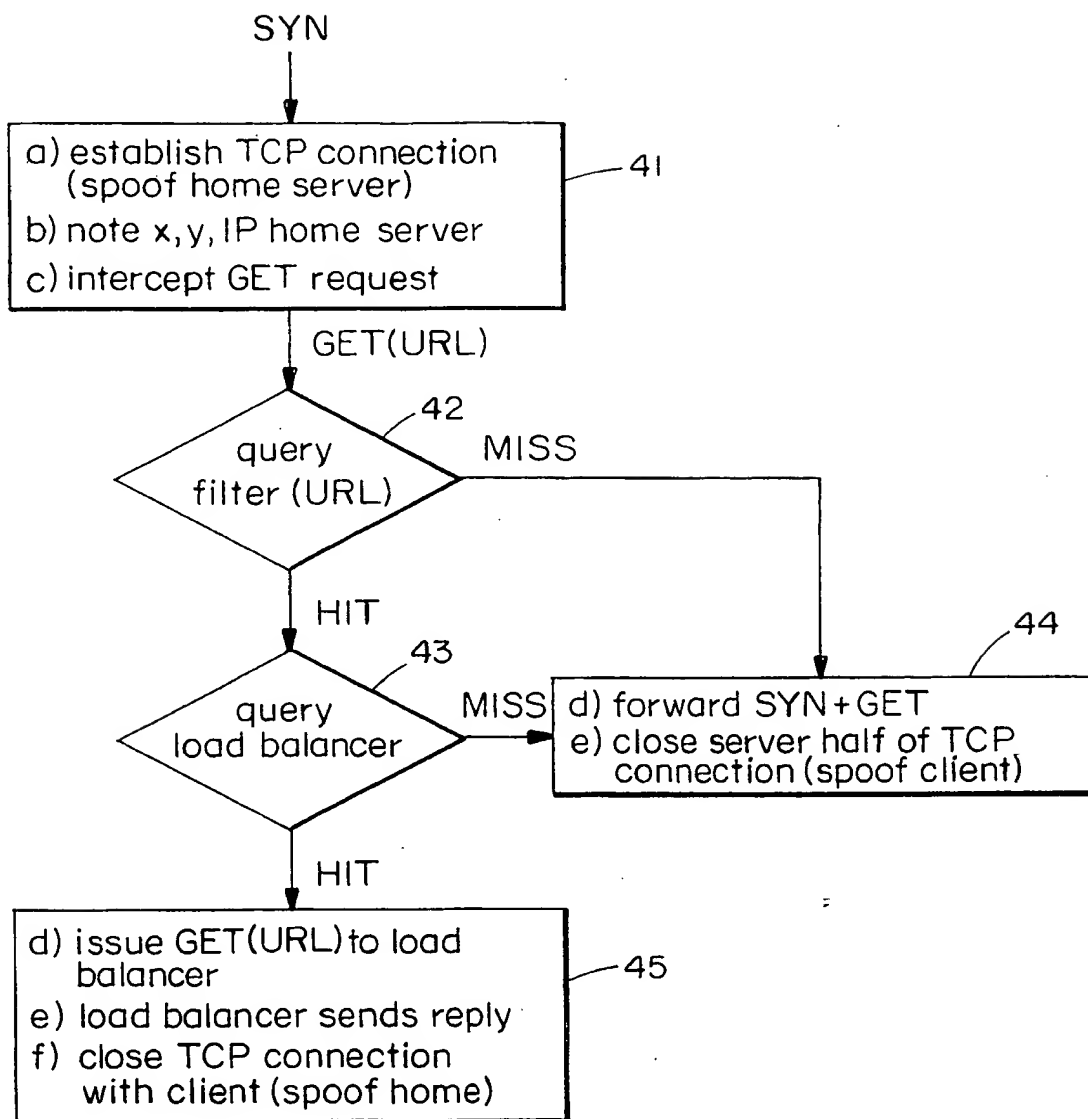 SYN
a) establish TCP connection
(spoof home server)
b) note x, y, IP home server
c) intercept GET request
41
GET(URL)
42
query
filter (URL)
MISS
HIT
43
query
load balancer
MISS
44
d) forward SYN+GET
e) close server half of TCP
connection (spoof client)
HIT
d) issue GET(URL) to load
balancer
e) load balancer sends reply
f) close TCP connection
with client (spoof home)
45